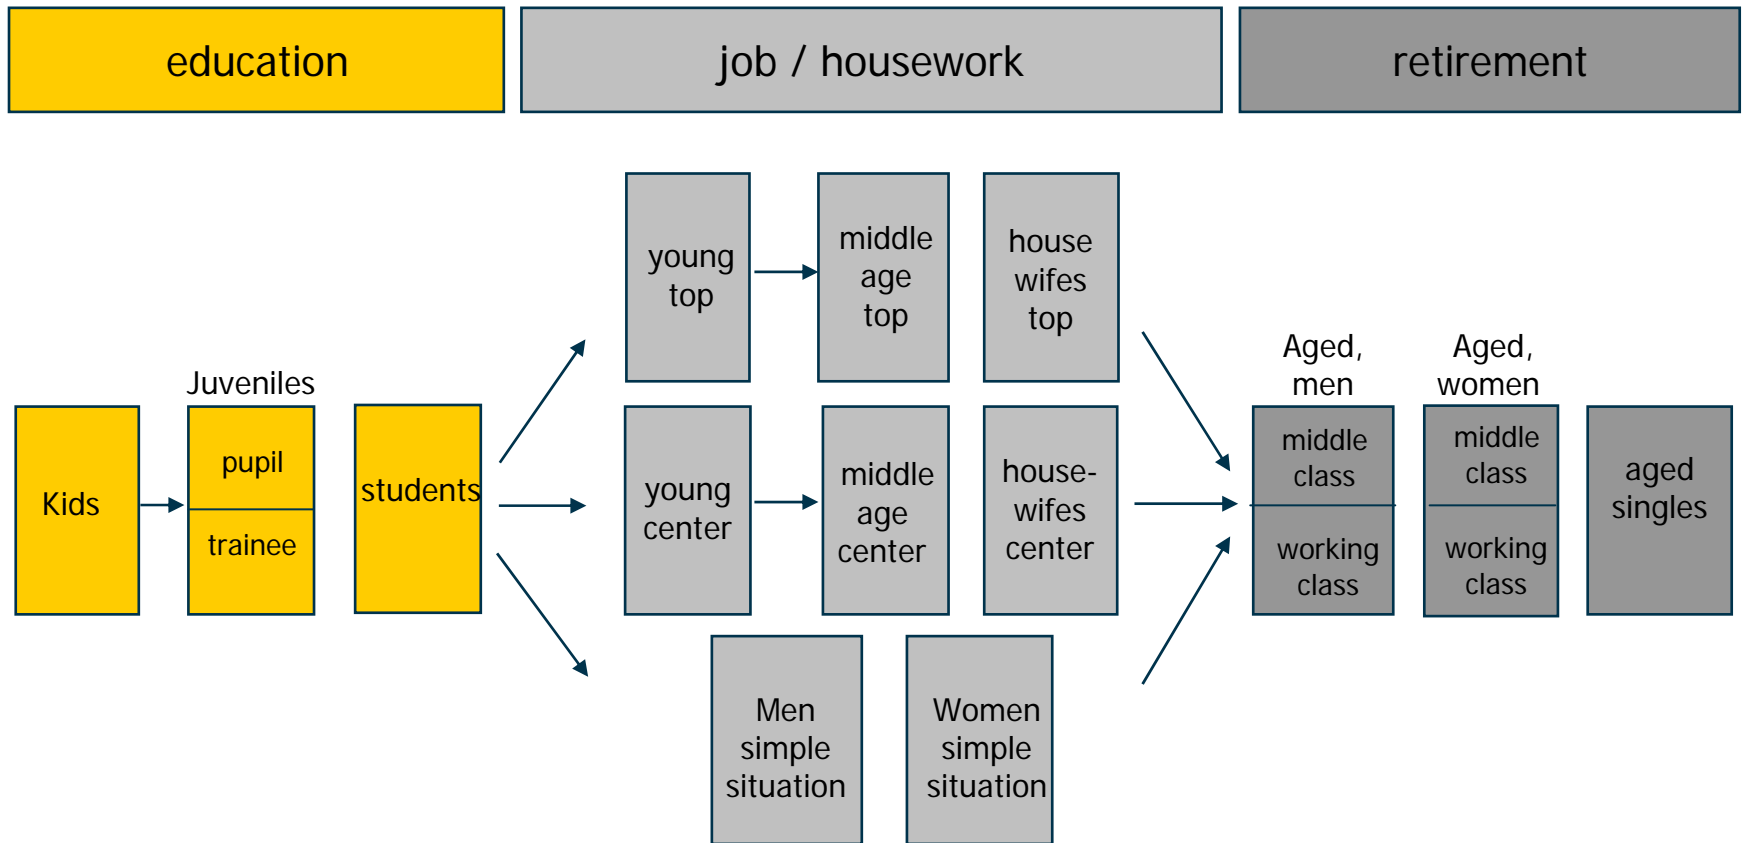 education
job / housework
retirement
young
top
middle
age
top
house
wifes
top
Juveniles
Kids
pupil
trainee
students
young
center
middle
age
center
house-
wifes
center
Men
simple
situation
Women
simple
situation
Aged,
men
middle
class
working
class
Aged,
women
middle
class
working
class
aged
singles